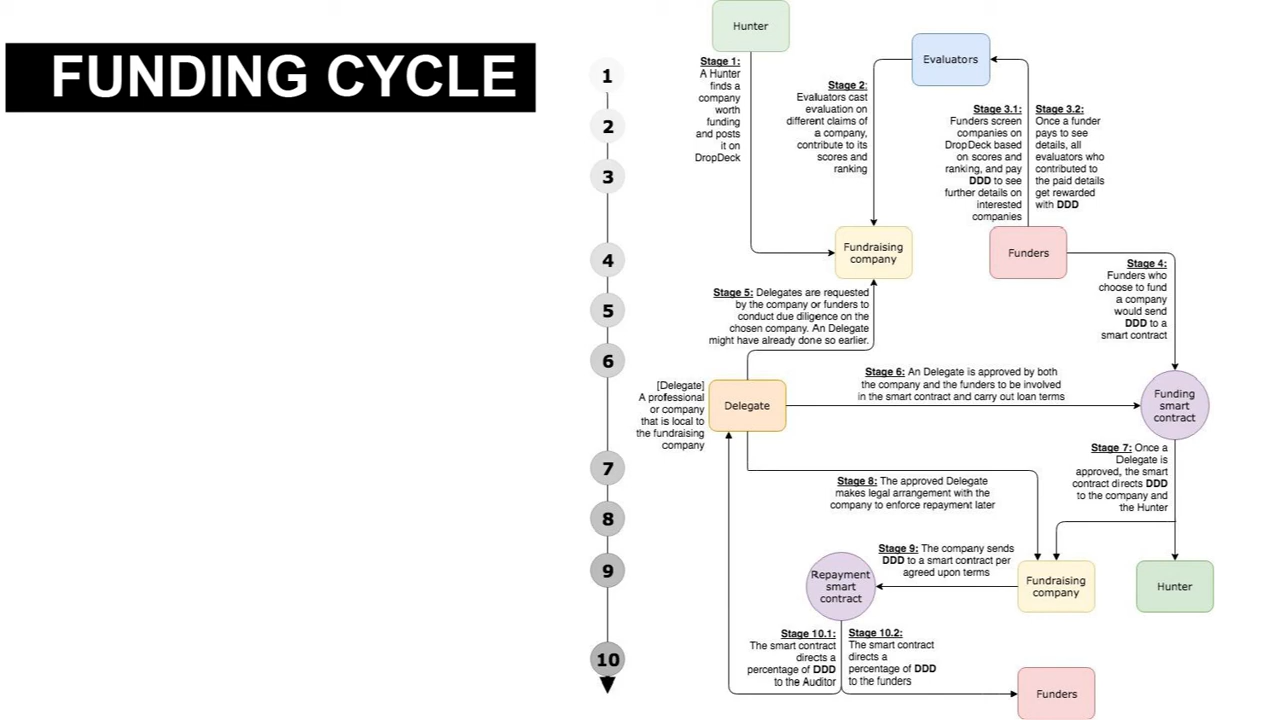 FUNDING CYCLE
1
2
3
4
5
6
7
8
9
10
Hunter
Stage 1:
A Hunter
finds a
company
worth
funding
and posts
it on
DropDeck
Evaluators
Stage 2:
Evaluators cast
evaluation on
different claims of
a company,
contribute to its
scores and
ranking
Stage 3.1:
Funders screen
companies on
DropDeck based
on scores and
ranking, and pay
DDD to see
further details on
interested
companies
Stage 3.2:
Once a funder
pays to see
details, all
evaluators who
contributed to
the paid details
get rewarded
with DDD
Fundraising
company
Funders
Stage 4:
Funders who
choose to fund
a company
would send
DDD to a
smart contract
Stage 5: Delegates are requested
by the company or funders to
conduct due diligence on the
chosen company. An Delegate
might have already done so earlier.
[Delegate]
A professional
or company
that is local to
the fundraising
company
Delegate
Stage 6: An Delegate is approved by both
the company and the funders to be involved
in the smart contract and carry out loan terms
Funding
smart
contract
Stage 7: Once a
Delegate is
approved, the smart
contract directs DDD
to the company and
the Hunter
Stage 8: The approved Delegate
makes legal arrangement with the
company to enforce repayment later
Stage 9: The company sends
DDD to a smart contract per
agreed upon terms
Repayment
smart
contract
Fundraising
company
Hunter
Stage 10.1:
The smart contract
directs a
percentage of DDD
to the Auditor
Stage 10.2:
The smart contract
directs a
percentage of DDD
to the funders
Funders